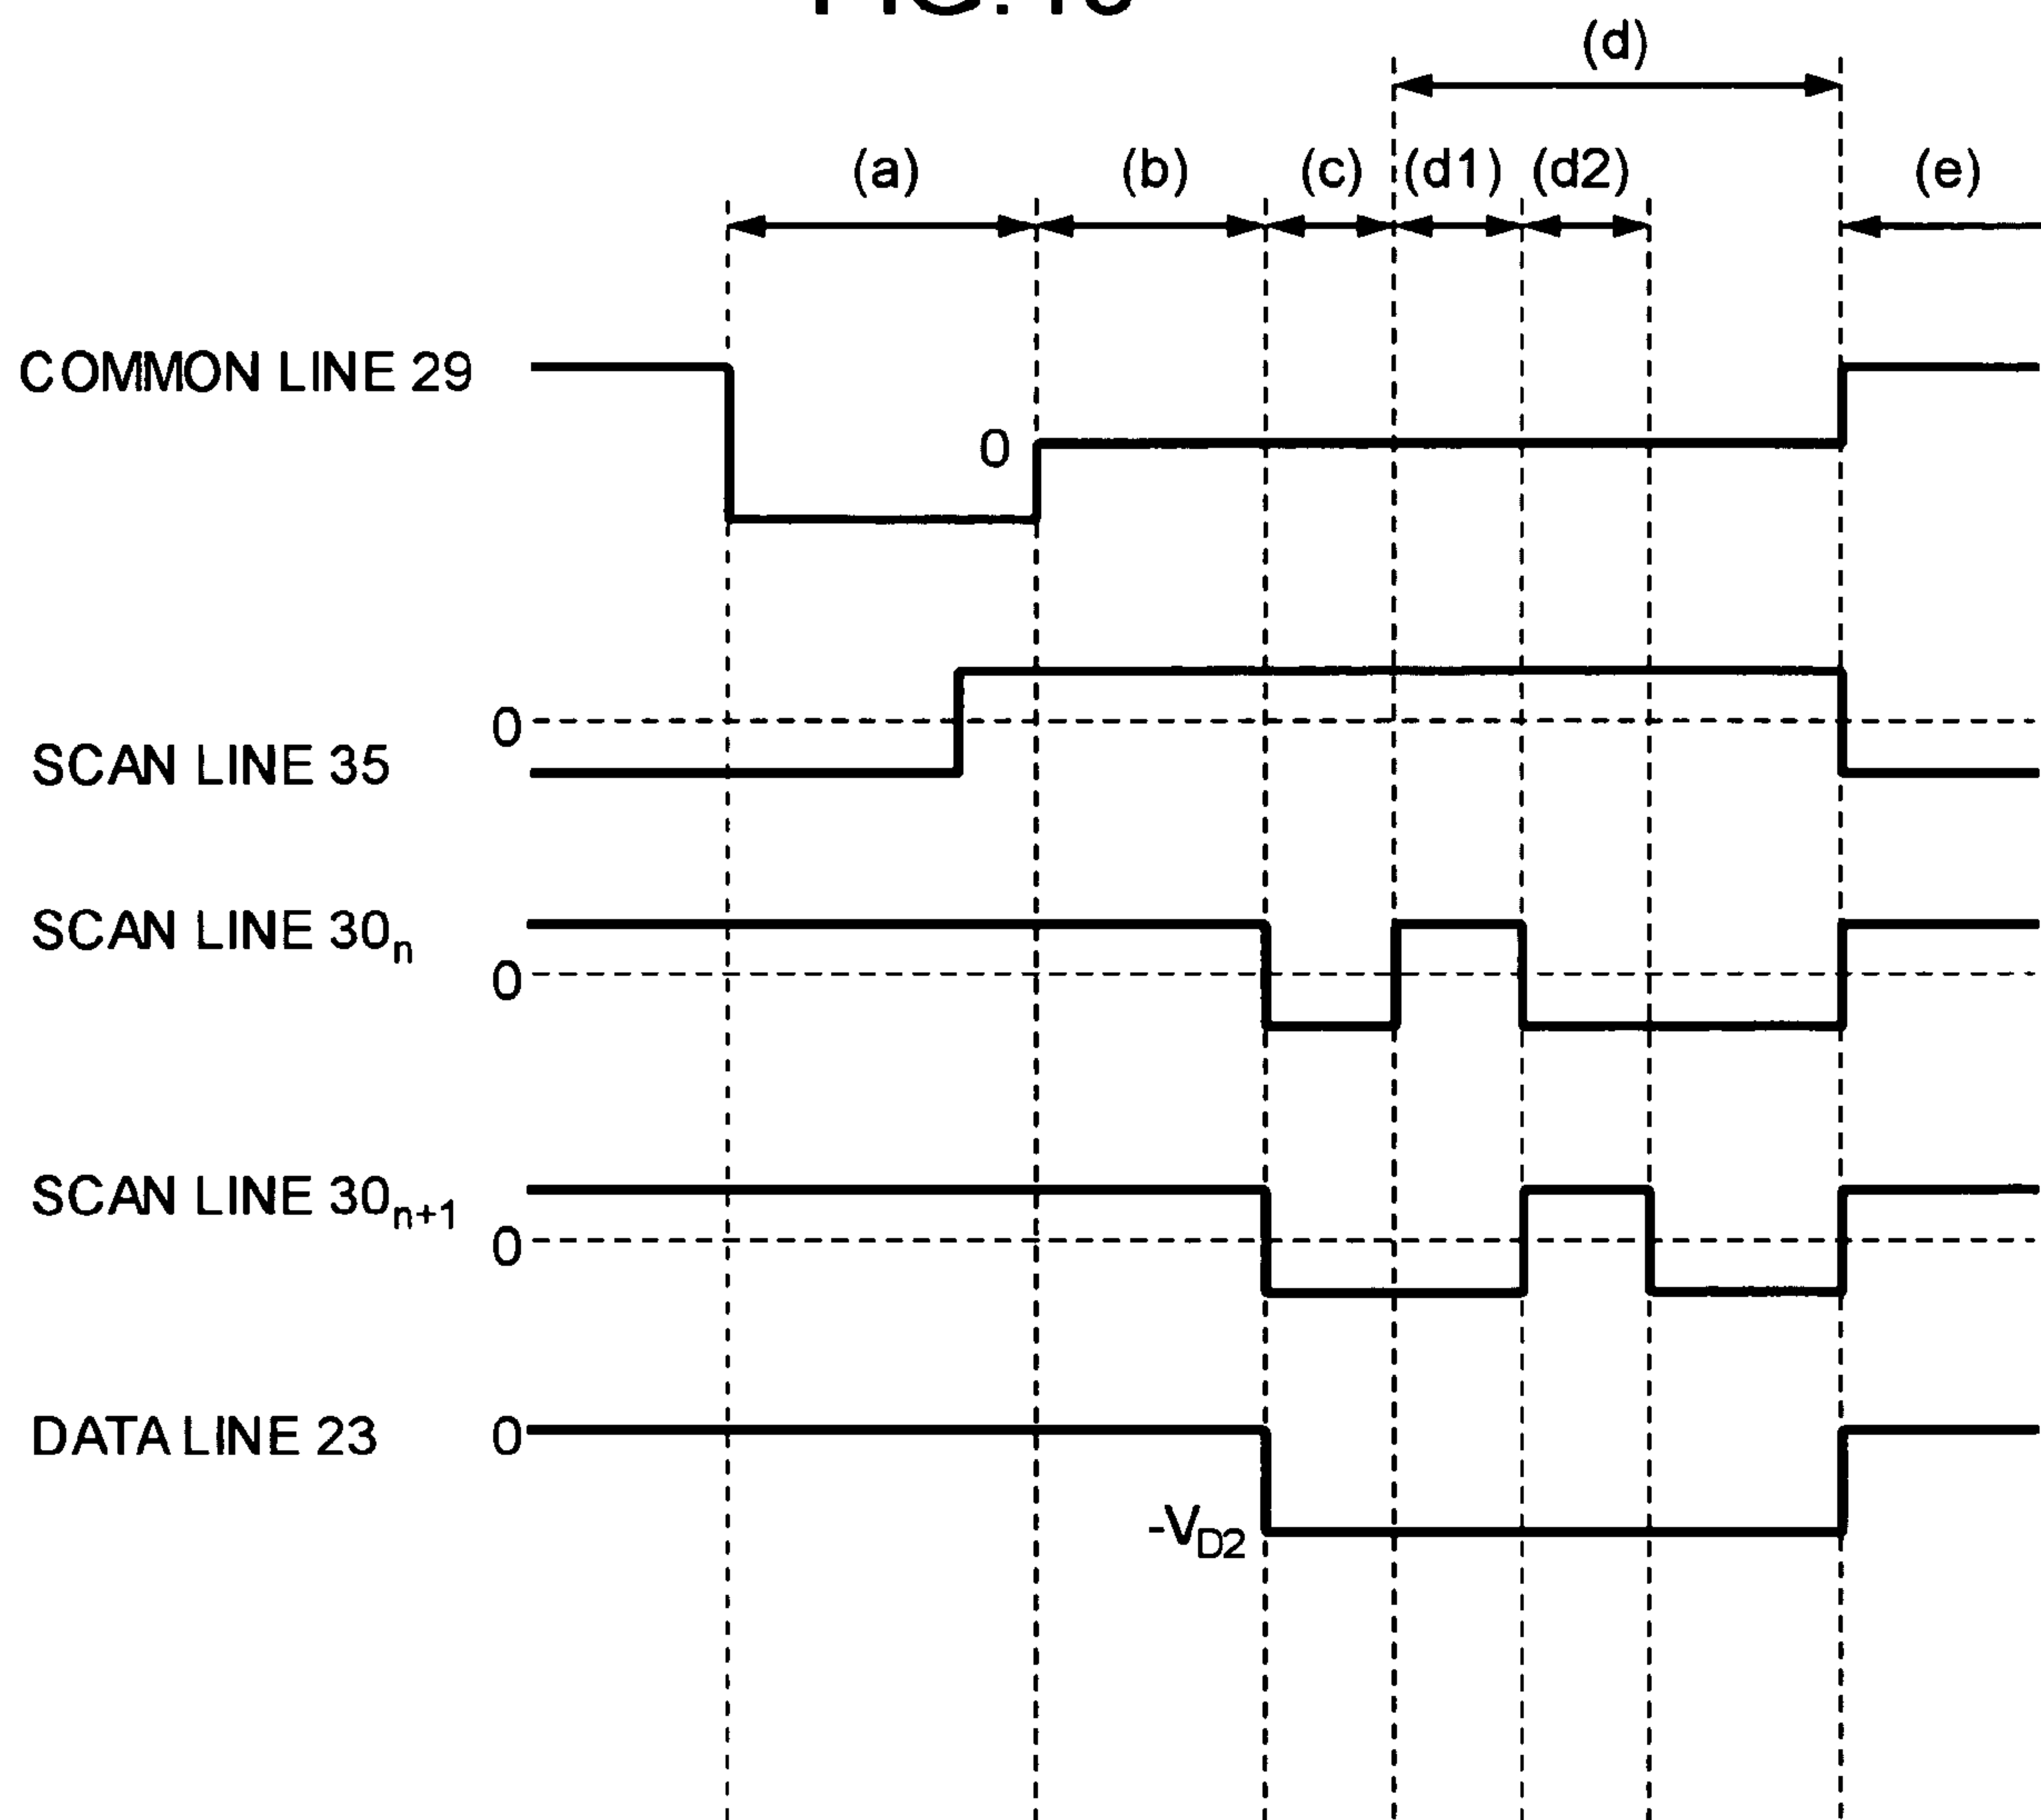 (d)
(a) (b) (c) (d1) (d2) (e)
COMMON LINE 29
0
0
SCAN LINE 35
SCAN LINE 30n
0
SCAN LINE 30n+1
0
DATA LINE 23 0
-VD2